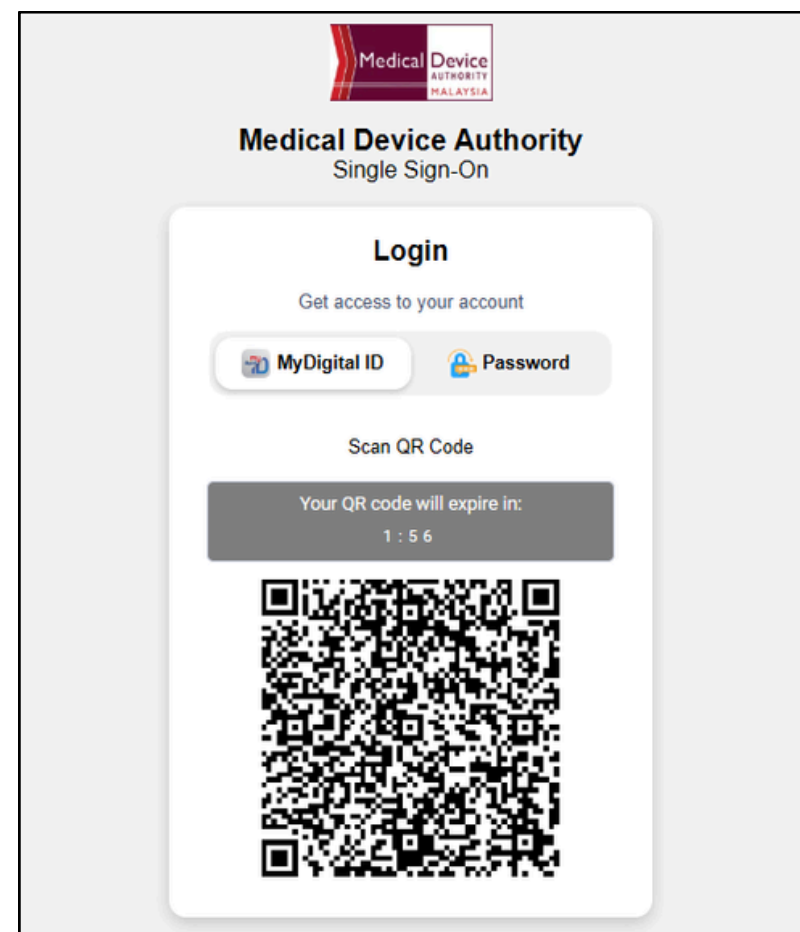 Medical Device
AUTHORITY
MALAYSIA
Medical Device Authority
Single Sign-On
Login
Get access to your account
MyDigital ID Password
Scan QR Code
Your QR code will expire in:
1 : 5 6